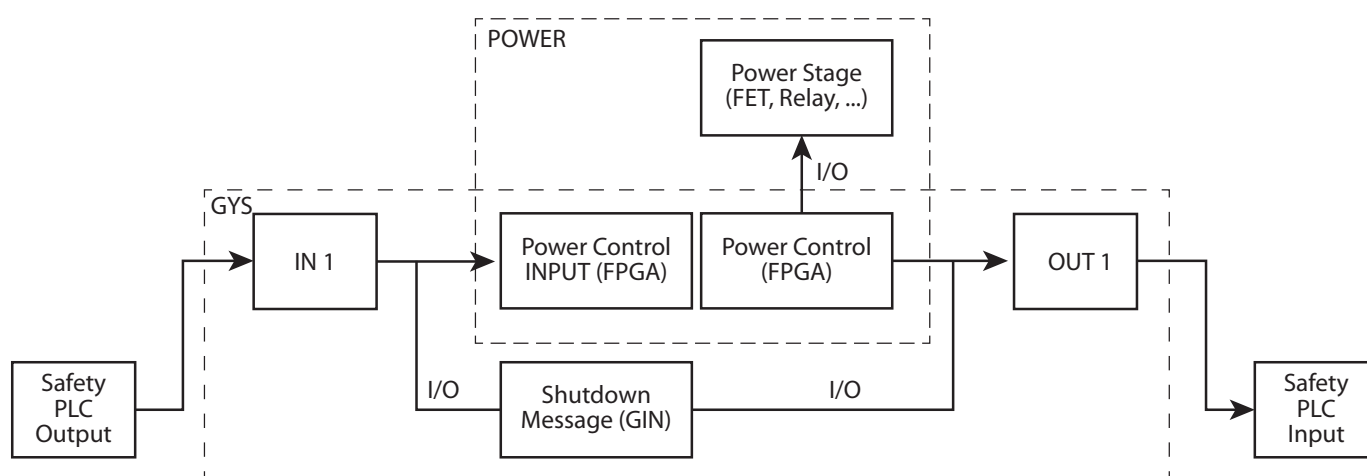 POWER
Power Stage
(FET, Relay, ...)
I/O
GYS
IN 1
Power Control
INPUT (FPGA)
Power Control
(FPGA)
OUT 1
Safety
PLC
Output
I/O
Shutdown
Message (GIN)
I/O
Safety
PLC
Input